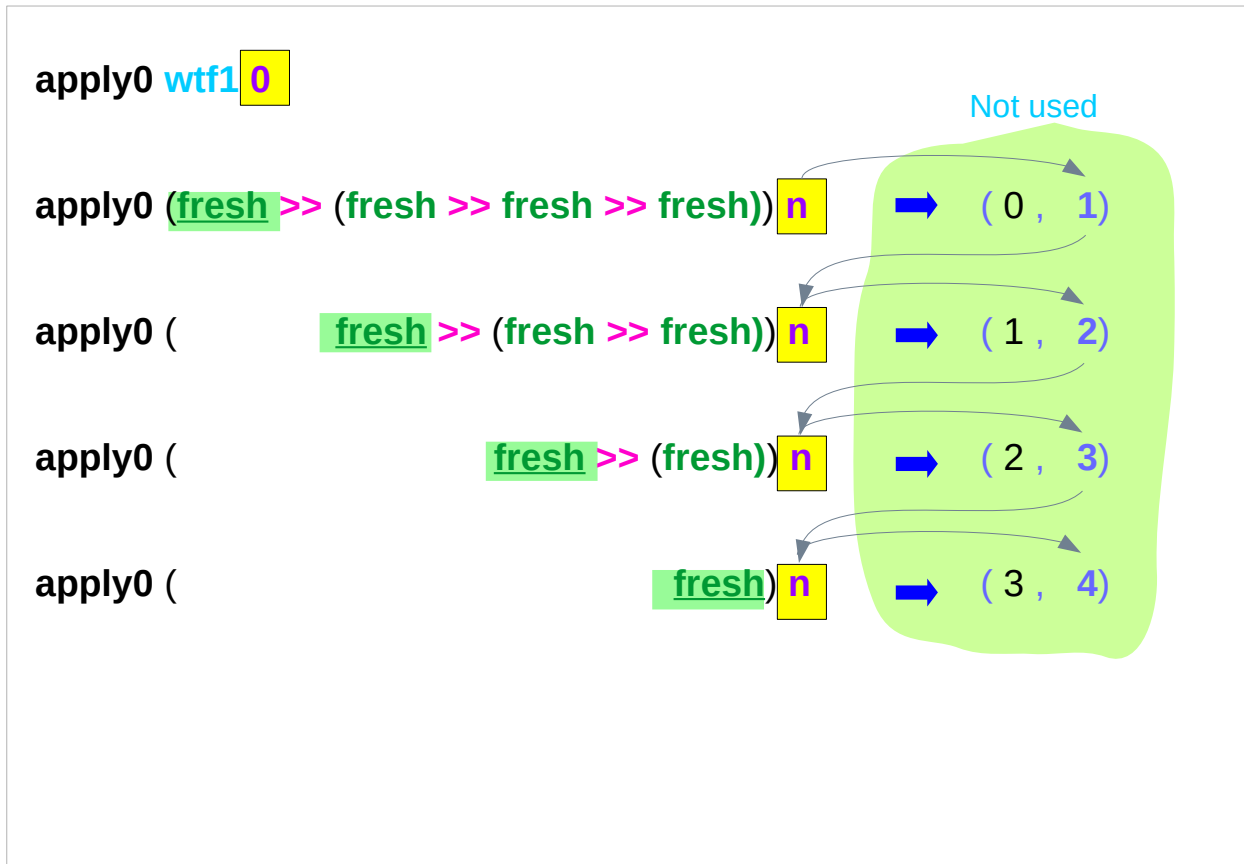 apply0 wtf1 0
Not used
apply0 (fresh >> (fresh >> fresh >> fresh)) n ( 0 , 1)
apply0 ( fresh >> (fresh >> fresh)) n ( 1 , 2)
apply0 ( fresh >> (fresh)) n ( 2 , 3)
apply0 ( fresh) n ( 3 , 4)